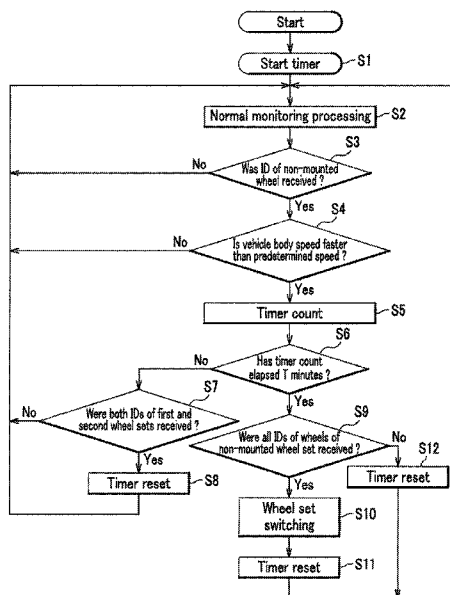 Start
Start timer
S1
Normal monitoring processing
S2
S3
Was ID of non-mounted
wheel received ?
No
Yes
S4
Is vehicle body speed faster
than predetermined speed ?
No
Yes
Timer count
S5
S6
Has timer count
elapsed T minutes ?
No
Yes
S7
Were both IDs of first and
second wheel sets received ?
No
Yes
S9
Were all IDs of wheels of
non-mounted wheel set received ?
No
Yes
Timer reset
S8
S12
Timer reset
Wheel set
switching
S10
Timer reset
S11